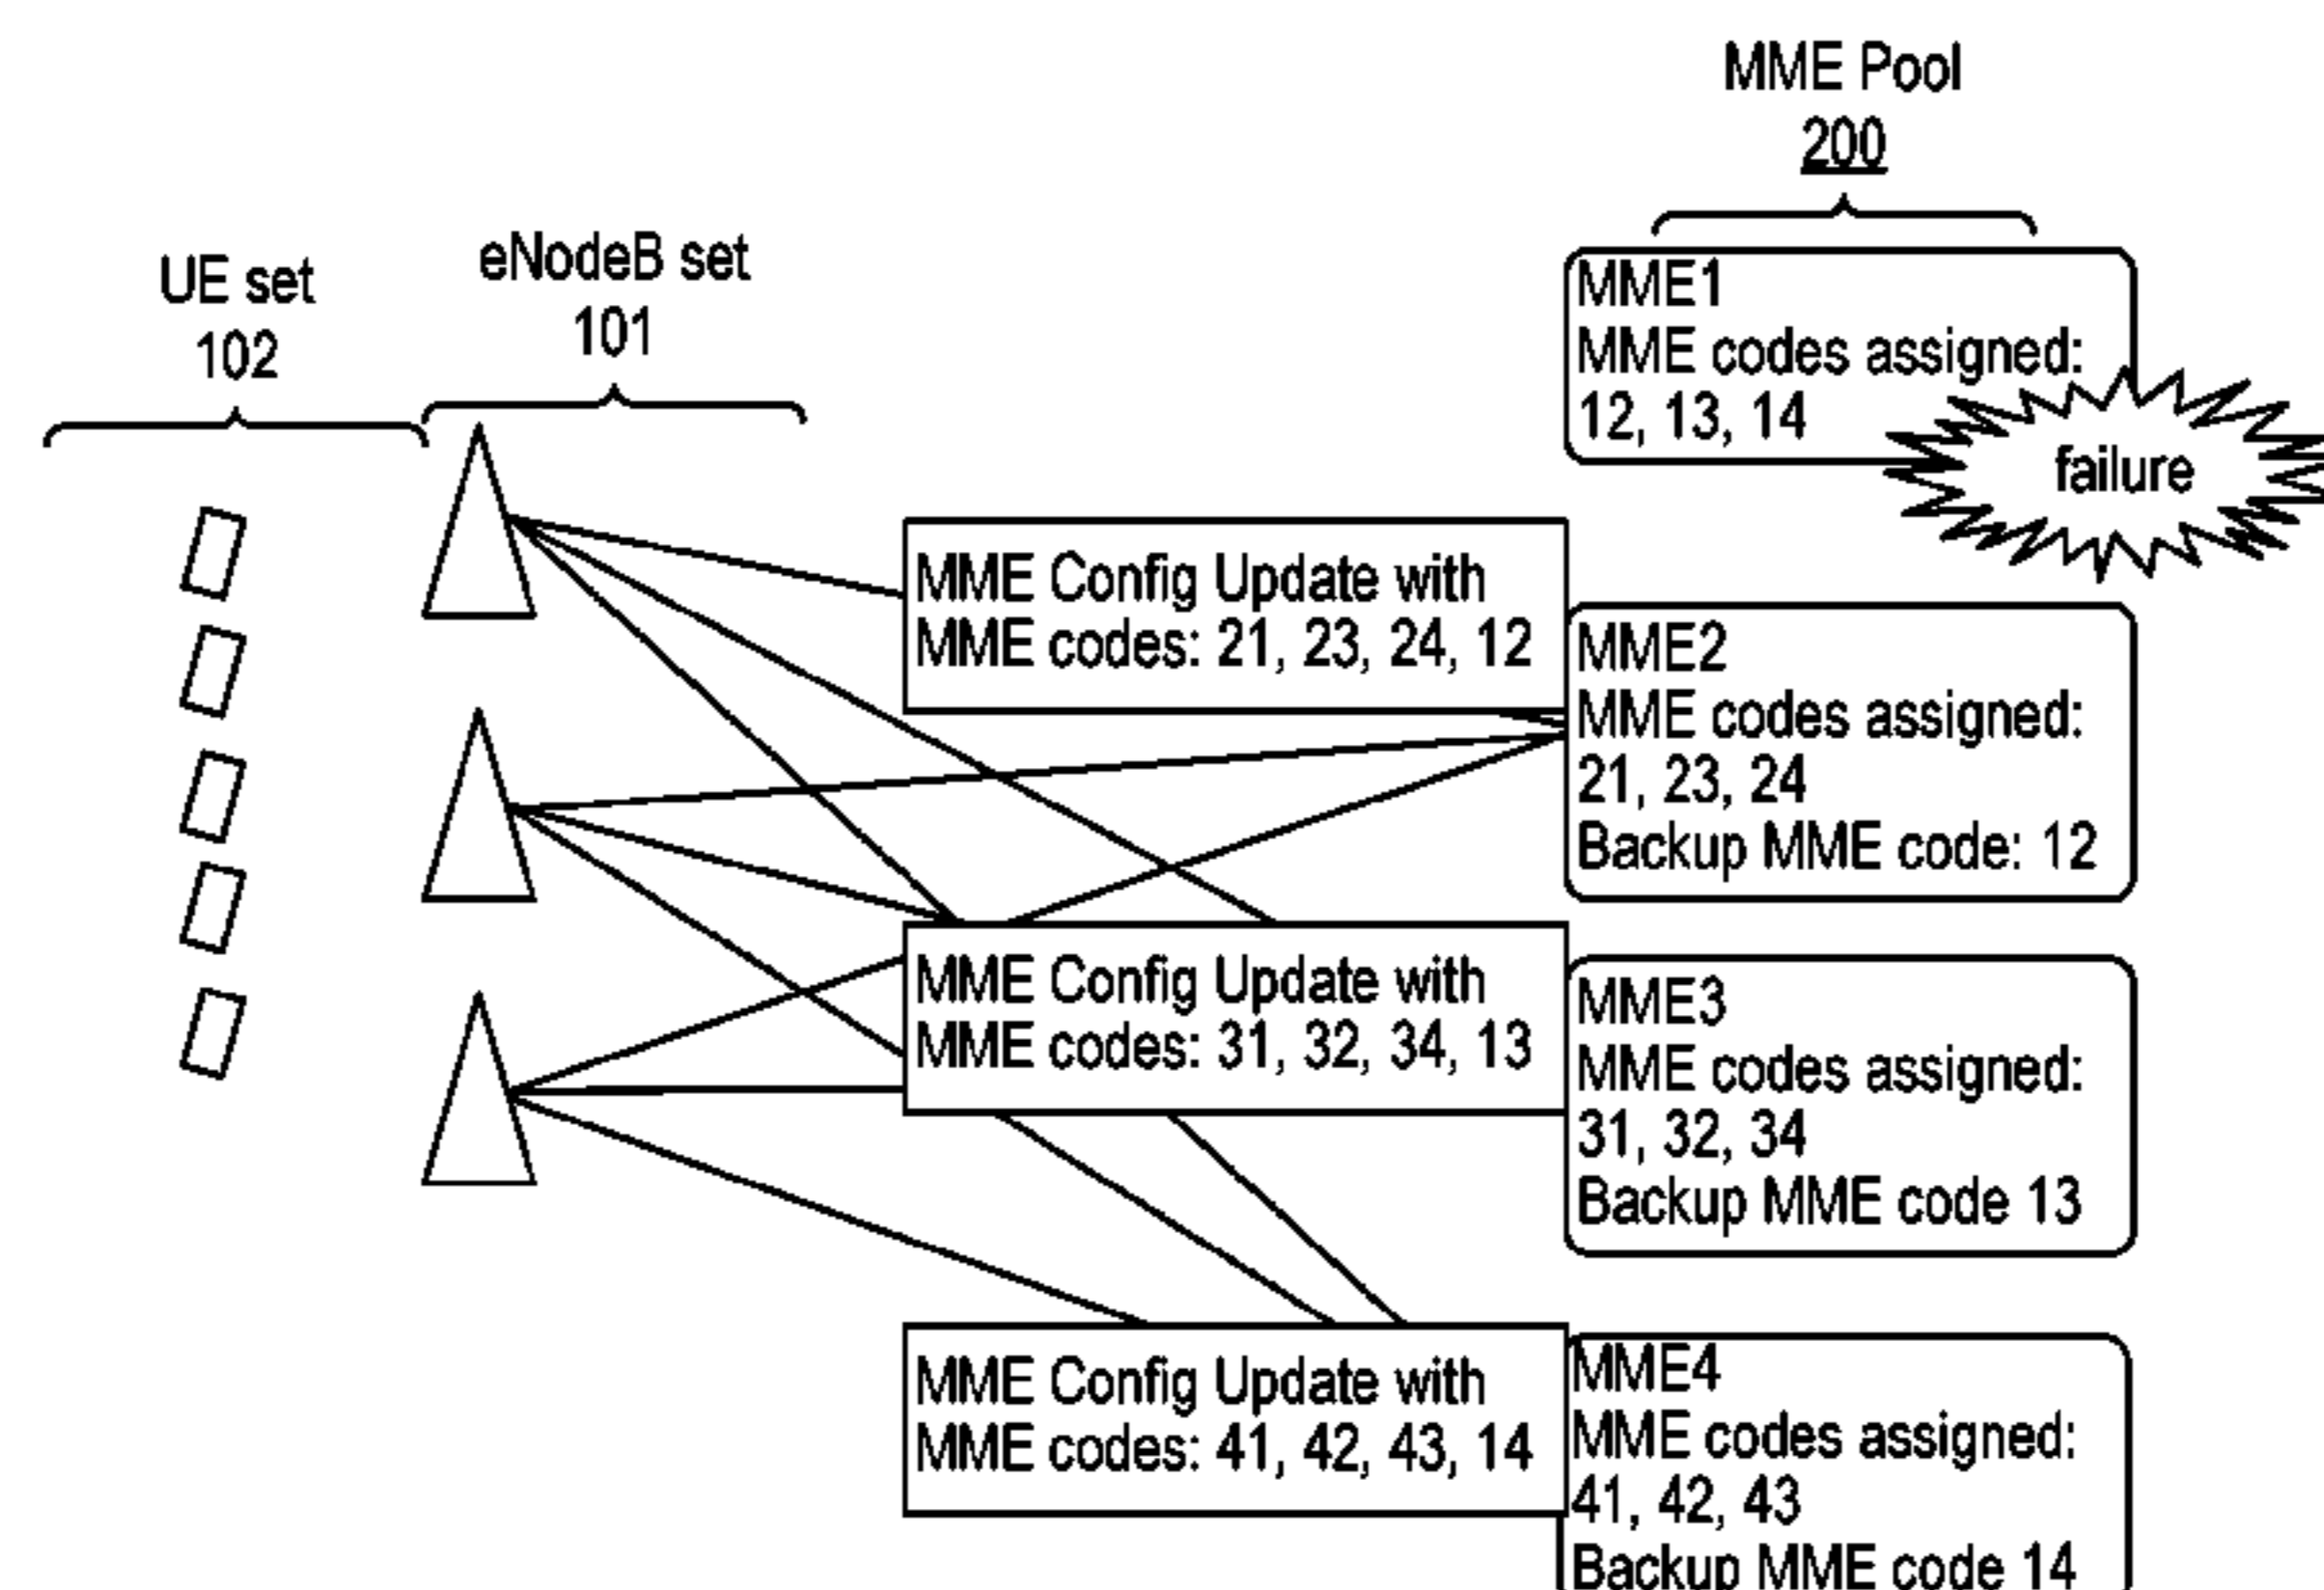 MME Pool
200
UE set
102
eNodeB set
101
MME1
MME codes assigned:
12, 13, 14
failure
MME Config Update with
MME codes: 21, 23, 24, 12
MME2
MME codes assigned:
21, 23, 24
Backup MME code: 12
MME Config Update with
MME codes: 31, 32, 34, 13
MME3
MME codes assigned:
31, 32, 34
Backup MME code 13
MME Config Update with
MME codes: 41, 42, 43, 14
MME4
MME codes assigned:
41, 42, 43
Backup MME code 14